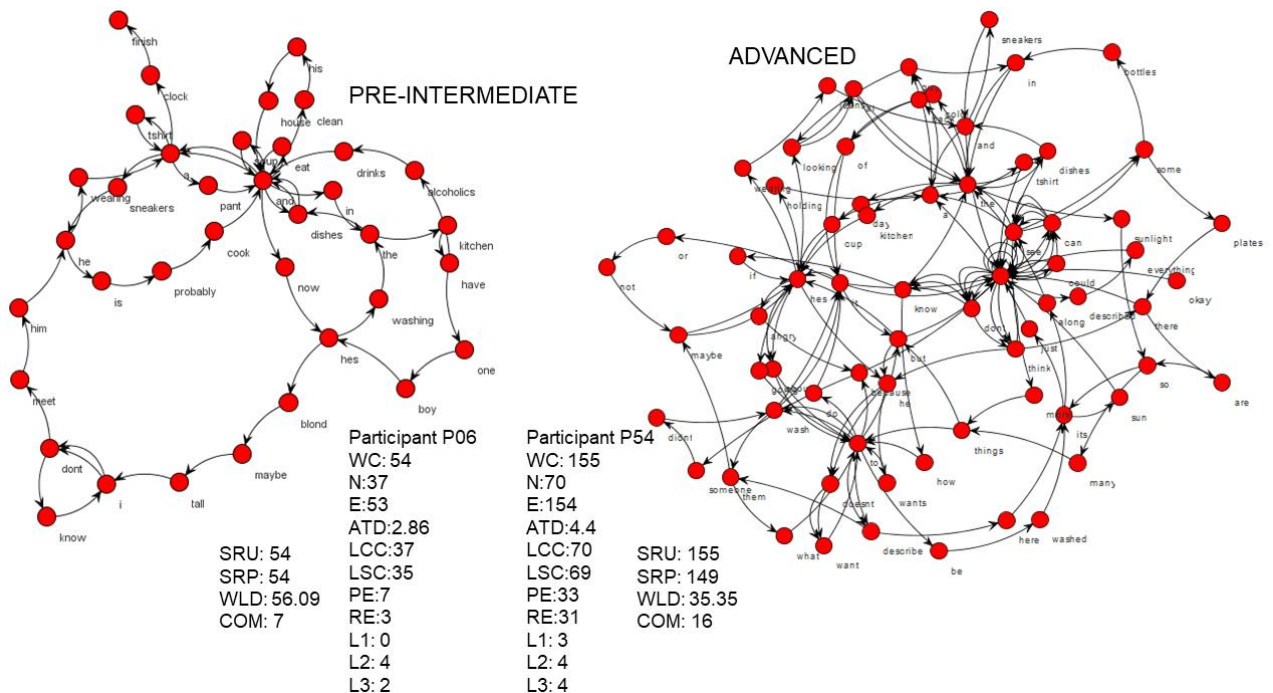 PRE-INTERMEDIATE
finish
clock
tshirt
a
wearing
sneakers
pant
he
is
probably
cook
his
house
clean
soup
eat
drinks
alcoholics
and
in
dishes
the
kitchen
have
now
washing
hes
one
boy
him
blond
meet
maybe
dont
i
tall
know
ADVANCED
sneakers
in
bottles
and
looking
of
dishes
tshirt
some
wearing
holding
the
a
day
kitchen
cup
see
can
sunlight
plates
or
if
everything
not
hes
it
know
could
okay
described
there
angry
dont
along
maybe
but
just
think
because
so
do
he
are
wash
more
sun
its
didnt
to
things
someone
them
how
many
doesnt
wants
what
want
describe
here
washed
be
Participant P06
WC: 54
N:37
E:53
ATD:2.86
LCC:37
LSC:35
PE:7
RE:3
L1: 0
L2: 4
L3: 2
SRU: 54
SRP: 54
WLD: 56.09
COM: 7
Participant P54
WC: 155
N:70
E:154
ATD:4.4
LCC:70
LSC:69
PE:33
RE:31
L1: 3
L2: 4
L3: 4
SRU: 155
SRP: 149
WLD: 35.35
COM: 16